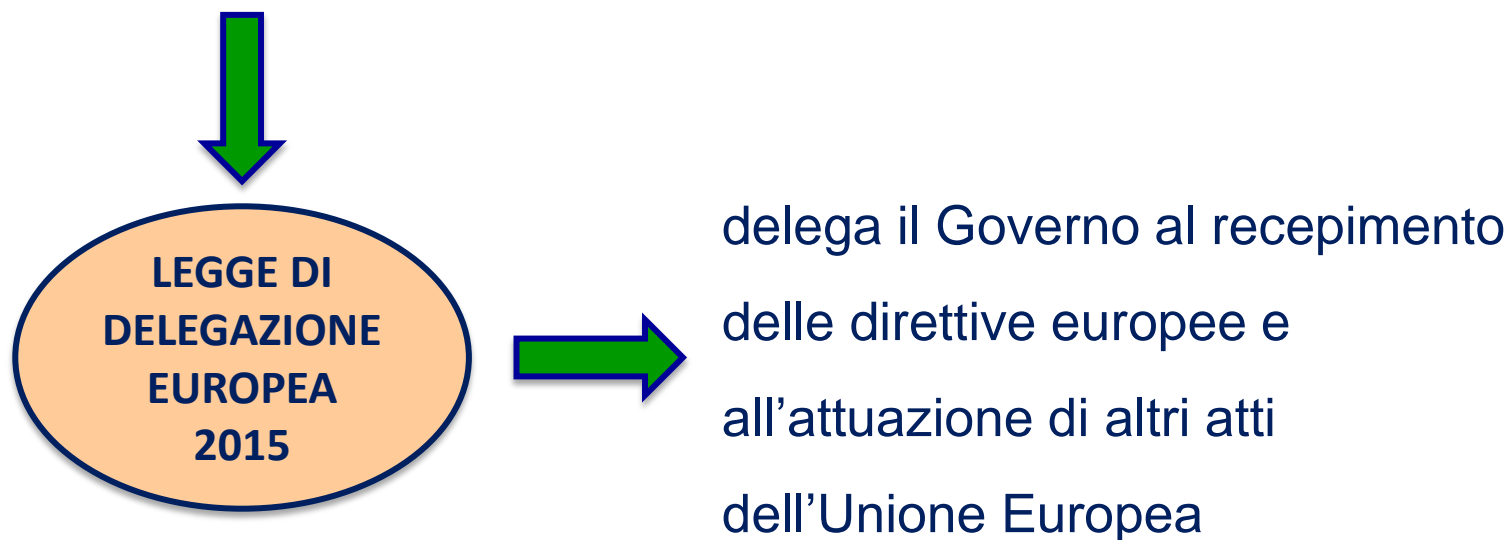 LEGGE DI
DELEGAZIONE
EUROPEA
2015
delega il Governo al recepimento
delle direttive europee e
all’attuazione di altri atti
dell’Unione Europea